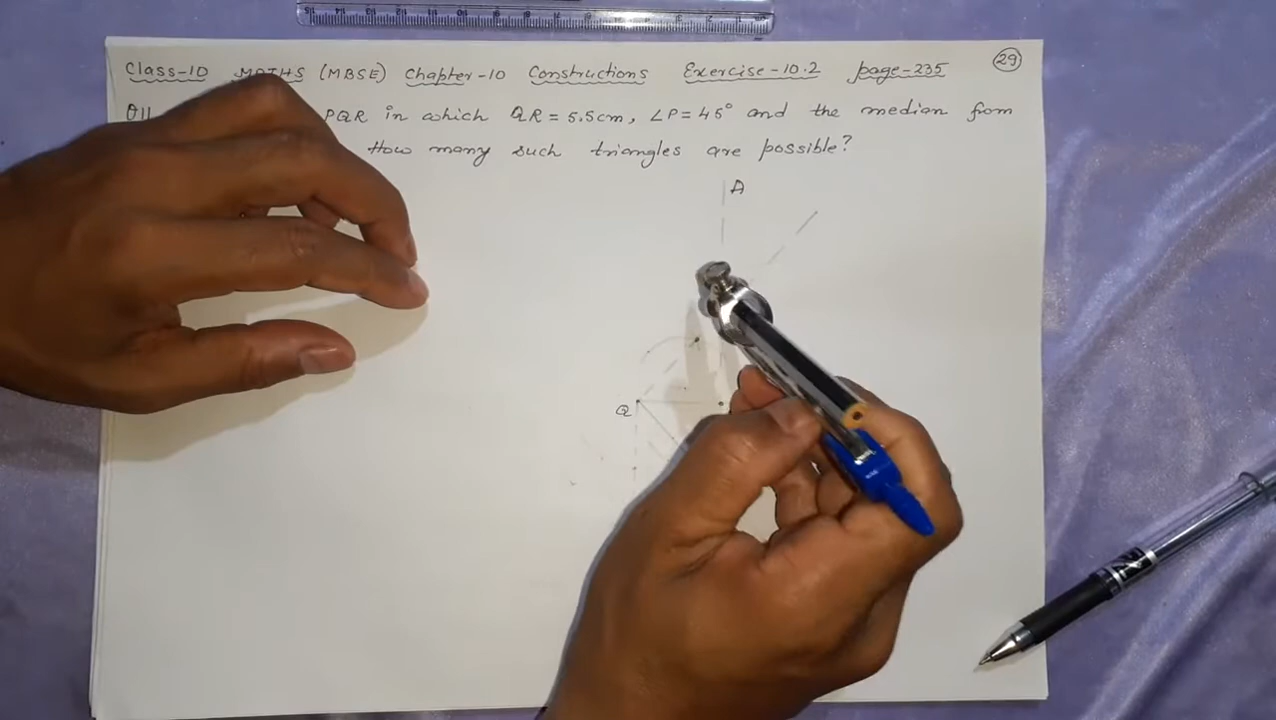 Class-10 MATHS (MBSE) Chapter-10 Constructions Exercise-10.2 page-235
29
Q11 PQR in which QR = 5.5cm, ∠P = 45° and the median from
How many such triangles are possible?
A
Q